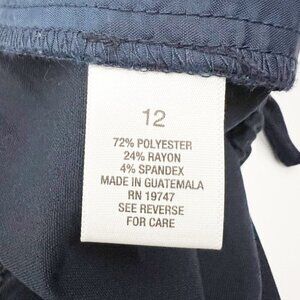 12
72% POLYESTER
24% RAYON
4% SPANDEX
MADE IN GUATEMALA
RN 19747
SEE REVERSE
FOR CARE